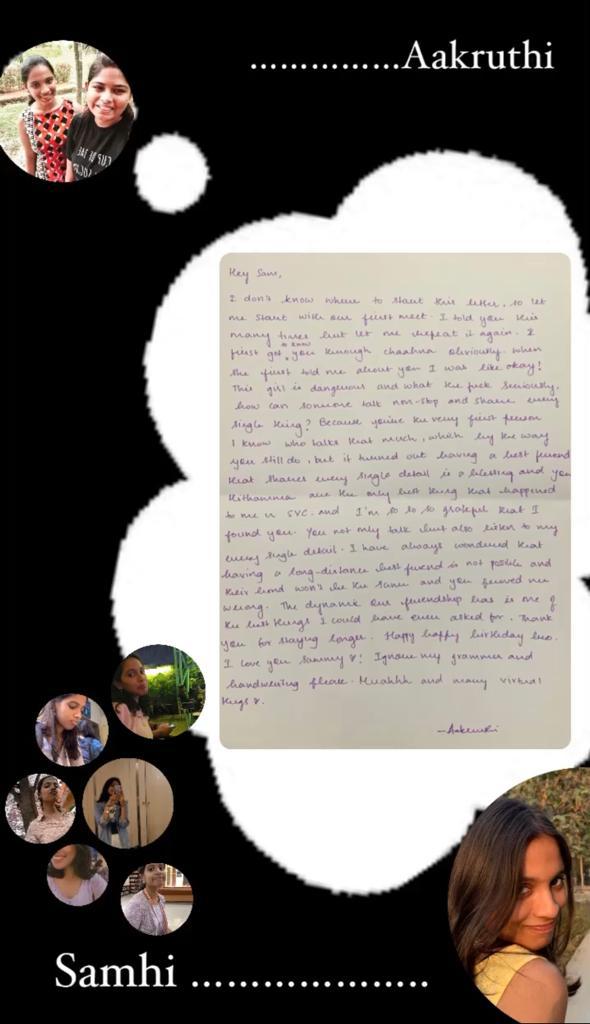 ...............Aakruthi
Hey Sam,
I don't know where to start this letter, so let
me start with our first meet. I told you this
many times but let me repeat it again. I
first got to know you through obviously. When
she first told me about you I was like okay!
This girl is dangerous and what the fuck seriously,
how can someone talk non-stop and share every
single thing? Because you're the very first person
I know who talks that much, which by the way
you still do, but it turned out having a best friend
that shares every single detail is a blessing and you
are the only best thing that happened
to me in SVC. and I'm so so so grateful that I
found you. You not only talk but also listen to my
every single detail. I have always wondered that
having a long-distance best friend is not possible and
their bond won't be the same and you proved me
wrong. The dynamic our friendship has is one of
the best things I could have ever asked for. Thank
you for staying longer. Happy happy birthday boo.
I love you Sammy ! Ignore my grammar and
handwriting please. Muahhh and many virtual
hugs
Samhi .....................